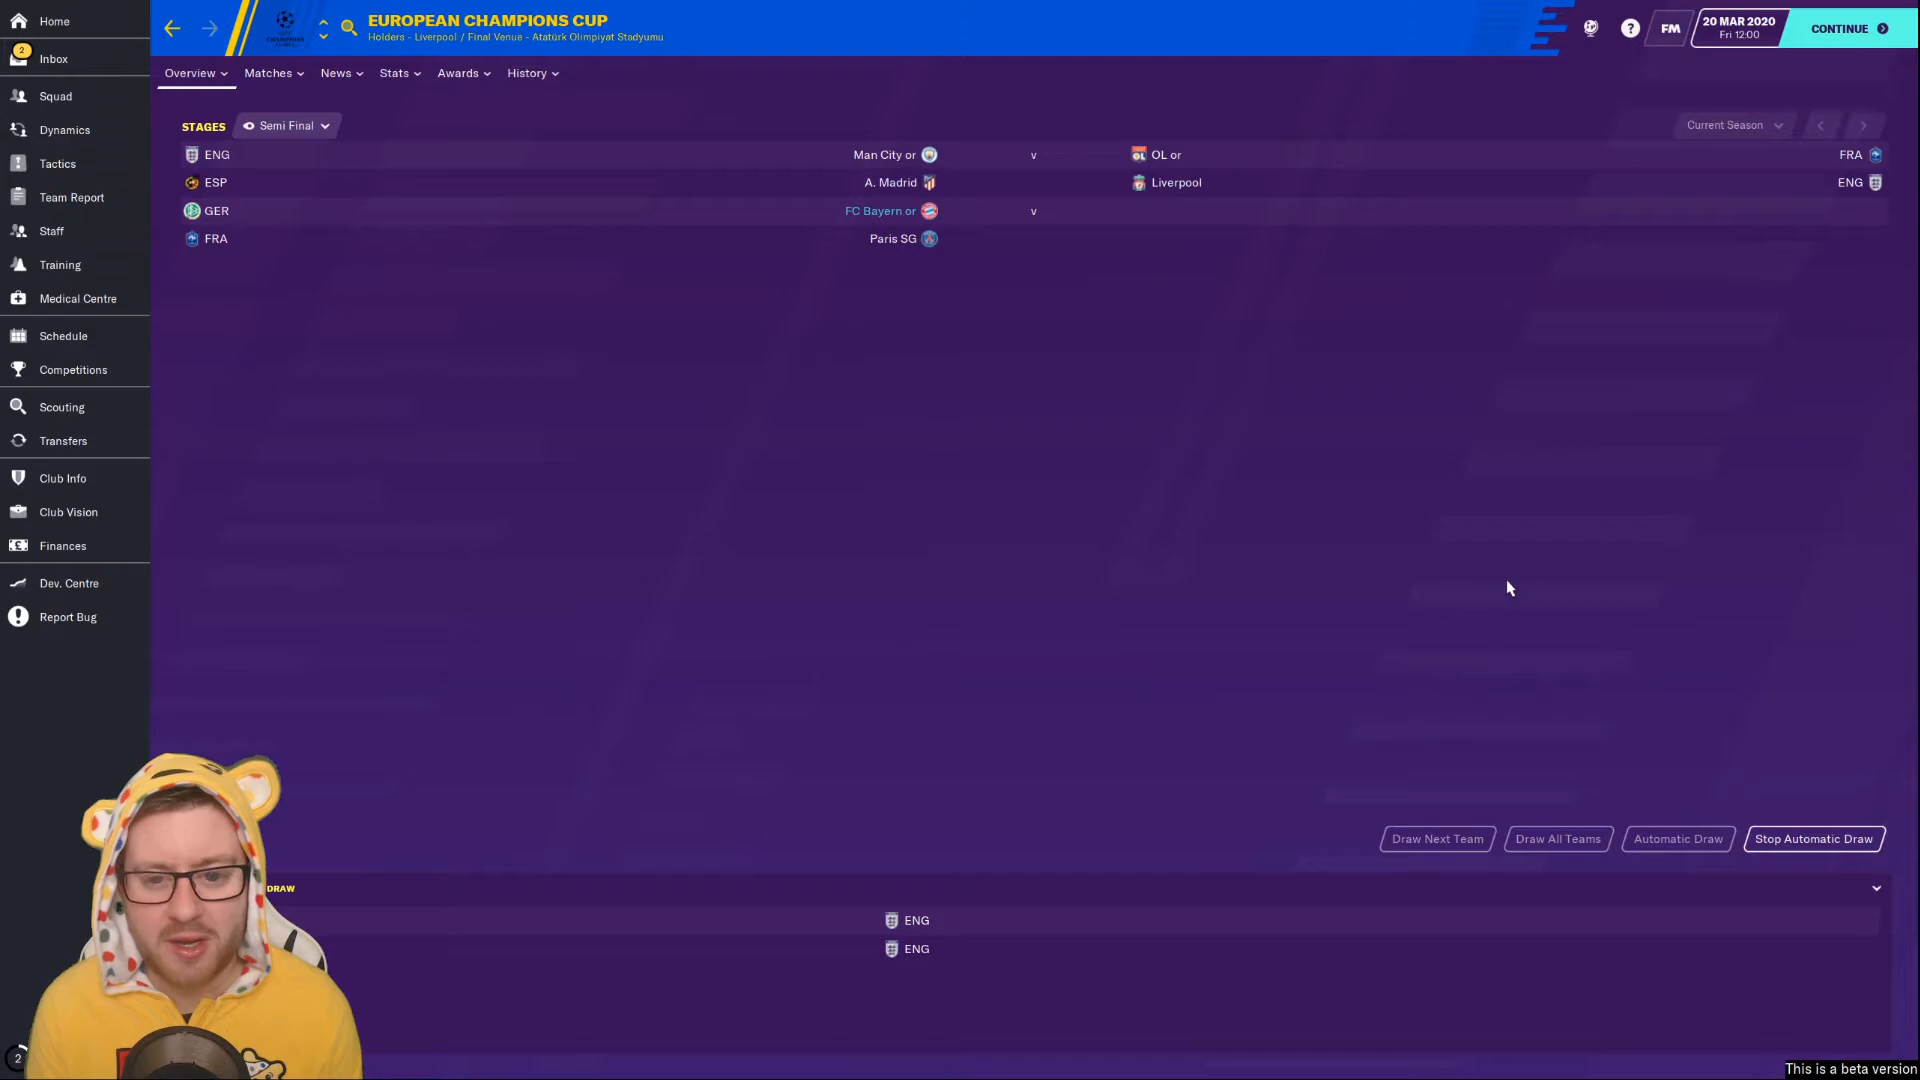 Home
2
Inbox
Squad
Dynamics
Tactics
Team Report
Staff
Training
Medical Centre
Schedule
Competitions
Scouting
Transfers
Club Info
Club Vision
Finances
Dev. Centre
Report Bug
2
EUROPEAN CHAMPIONS CUP
Holders - Liverpool / Final Venue - Atatürk Olimpiyat Stadyumu
?
FM
20 MAR 2020
Fri 12:00
CONTINUE
Overview
Matches
News
Stats
Awards
History
STAGES
Semi Final
Current Season
ENG Man City or v OL or FRA
ESP A. Madrid Liverpool ENG
GER FC Bayern or v
FRA Paris SG
Draw Next Team
Draw All Teams
Automatic Draw
Stop Automatic Draw
DRAW
ENG
ENG
This is a beta version